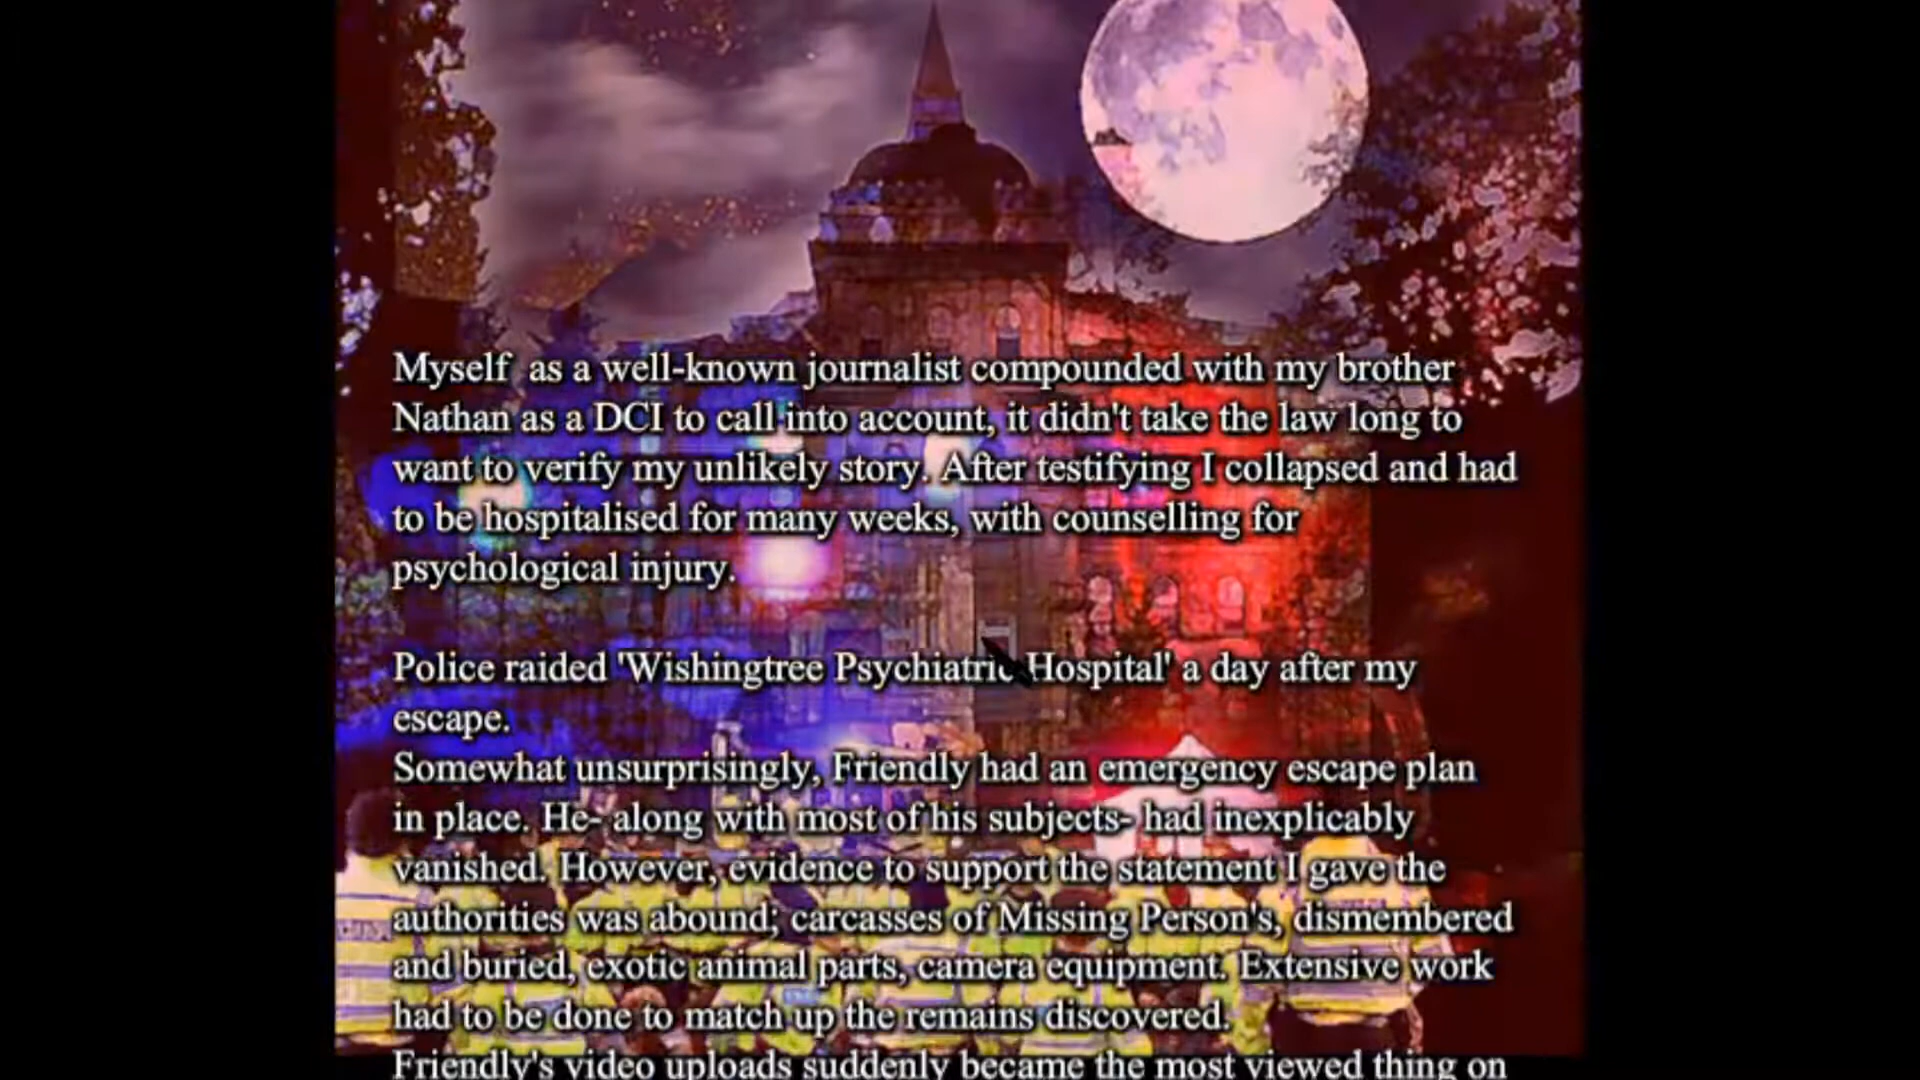 Myself  as a well-known journalist compounded with my brother
Nathan as a DCI to call into account, it didn't take the law long to
want to verify my unlikely story. After testifying I collapsed and had
to be hospitalised for many weeks, with counselling for
psychological injury.
Police raided 'Wishingtree Psychiatric Hospital' a day after my
escape.
Somewhat unsurprisingly, Friendly had an emergency escape plan
in place. He- along with most of his subjects- had inexplicably
vanished. However, evidence to support the statement I gave the
authorities was abound; carcasses of Missing Person's, dismembered
and buried, exotic animal parts, camera equipment. Extensive work
had to be done to match up the remains discovered.
Friendly's video uploads suddenly became the most viewed thing on